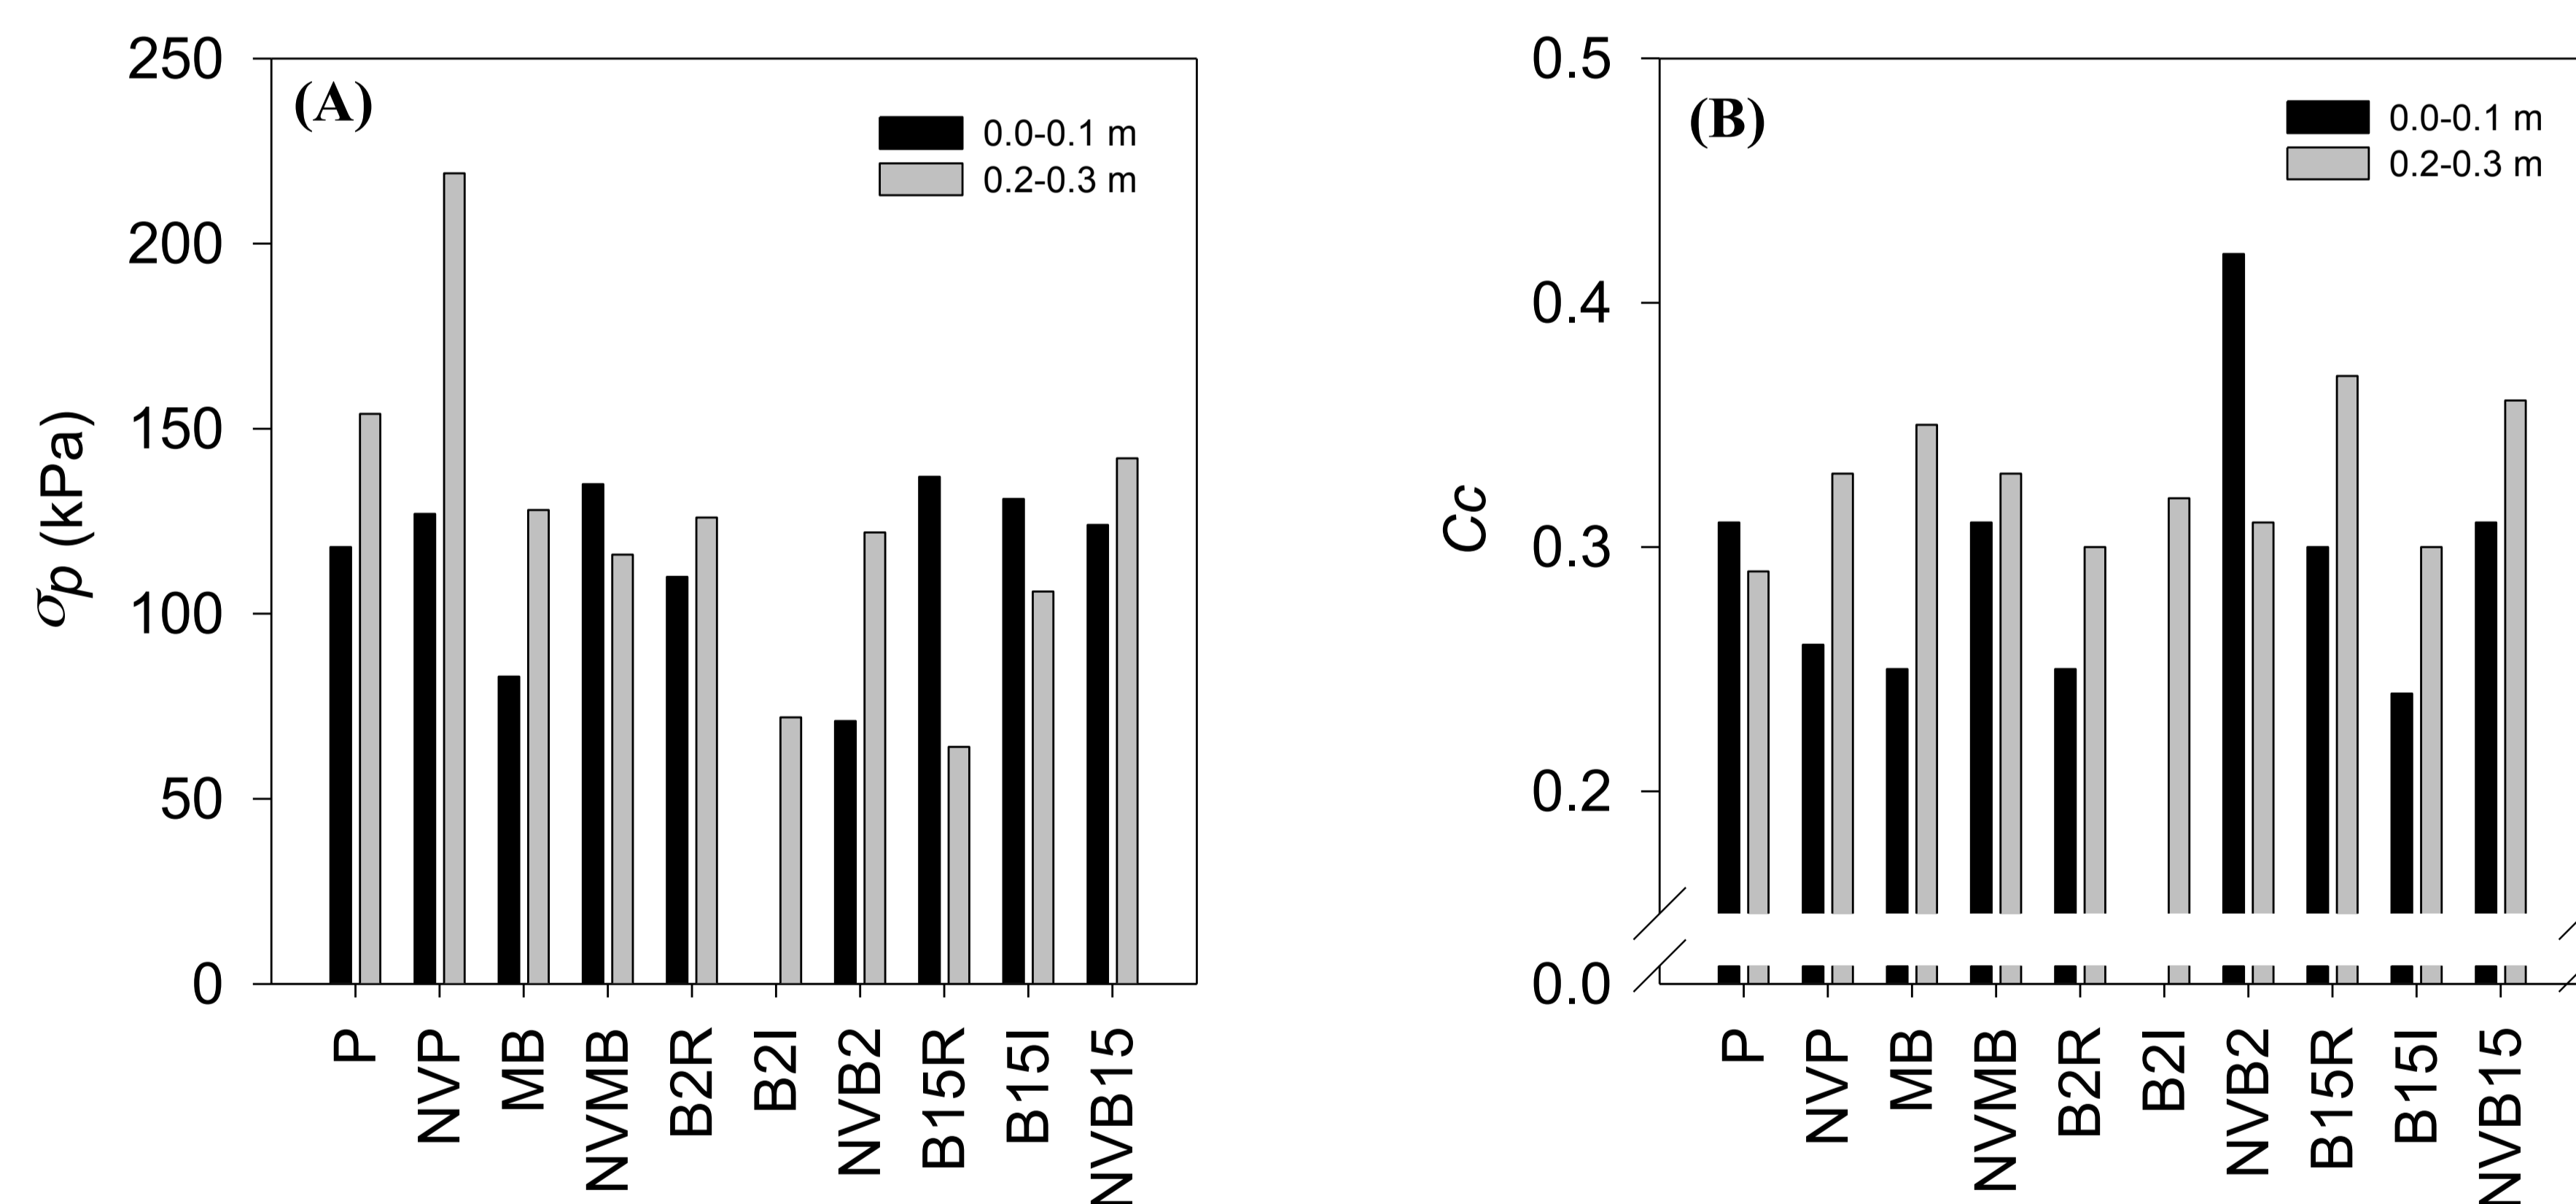 (A)
0.0-0.1 m
0.2-0.3 m
250
200
150
100
50
0
σp (kPa)
P
NVP
MB
NVMB
B2R
B2I
NVB2
B15R
B15I
NVB15
(B)
0.0-0.1 m
0.2-0.3 m
0.5
0.4
0.3
0.2
0.0
Cc
P
NVP
MB
NVMB
B2R
B2I
NVB2
B15R
B15I
NVB15